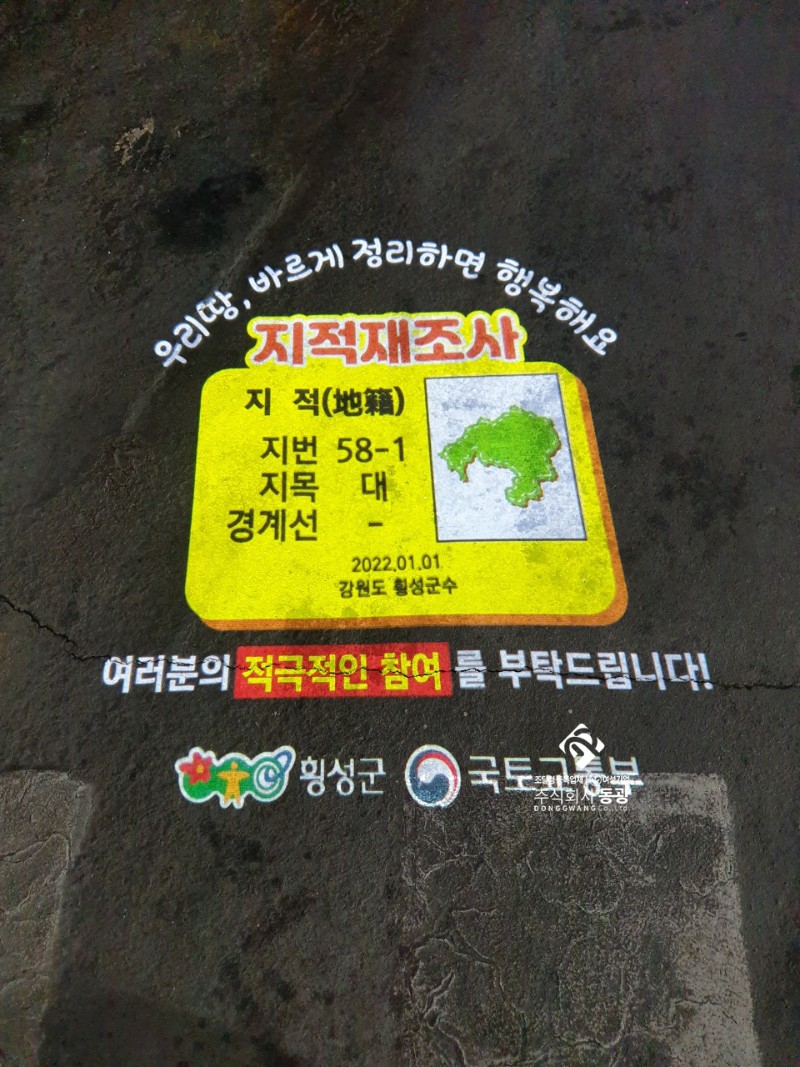 우리땅, 바르게 정리하면 행복해요
지적재조사
지 적(地籍)
지번 58-1
지목 대
경계선 -
2022.01.01
강원도 횡성군수
여러분의 적극적인 참여를 부탁드립니다!
횡성군 국토교통부
주식회사 동광
DONGGWANG Co., Ltd.